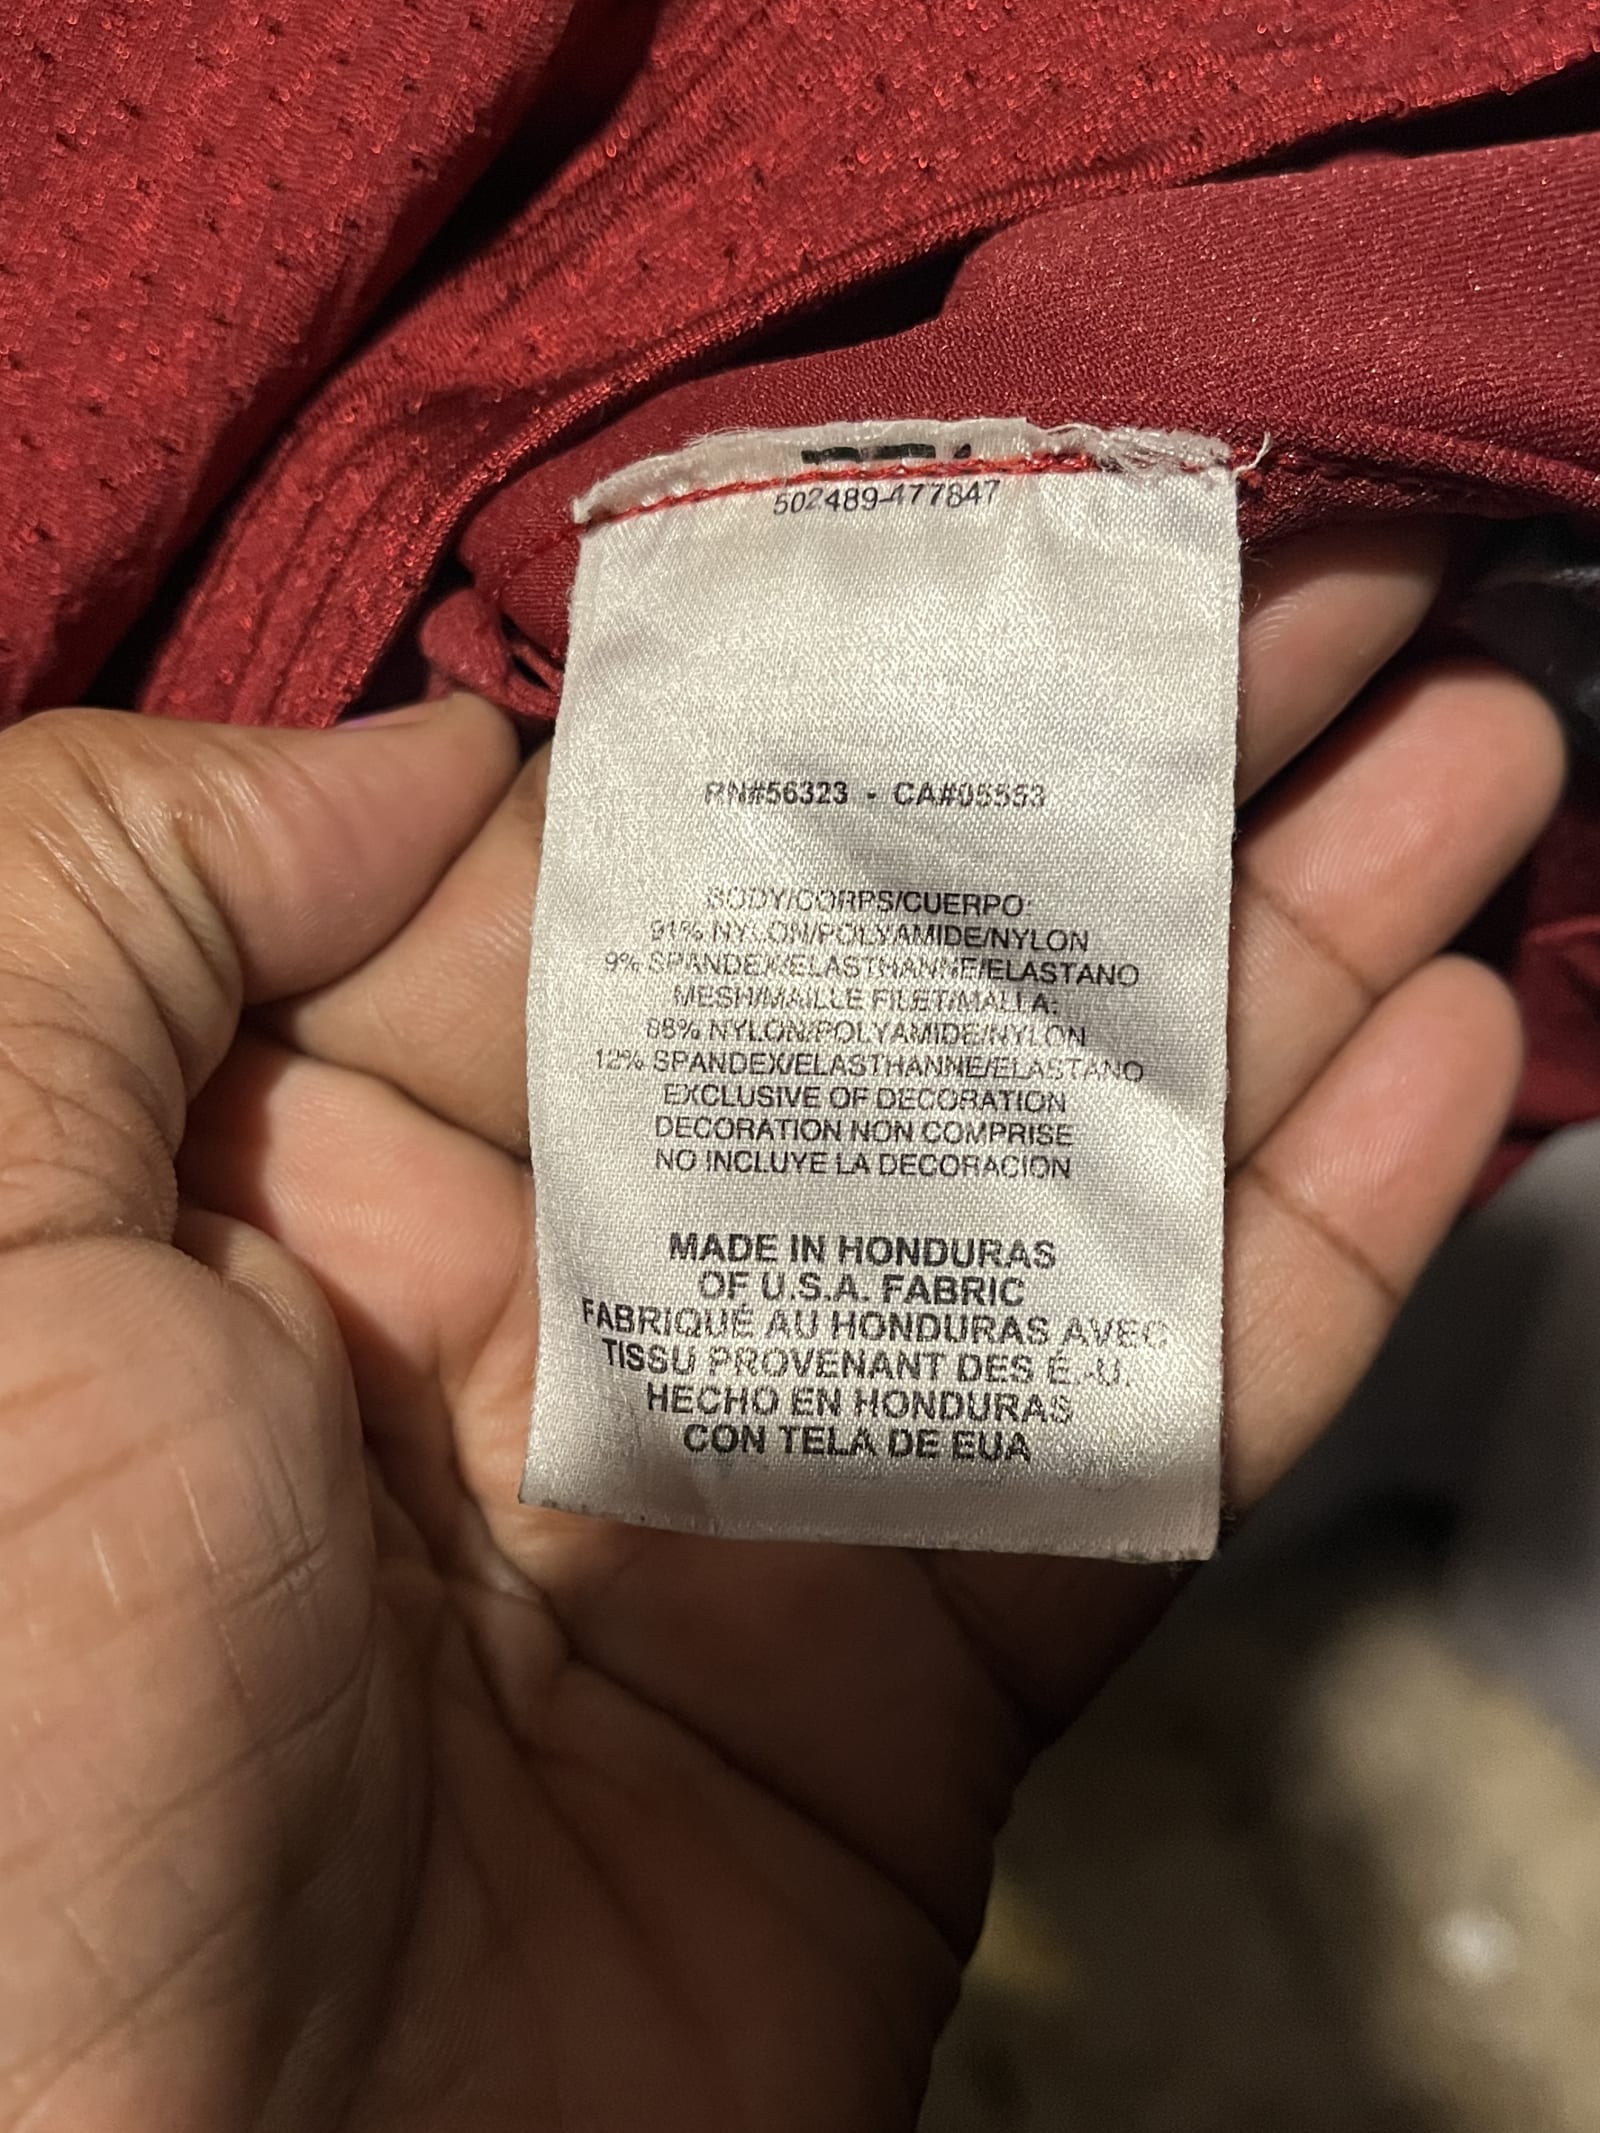 502489-477847
RN#56323 - CA#05553
BODY/CORPS/CUERPO:
91% NYLON/POLYAMIDE/NYLON
9% SPANDEX/ELASTHANNE/ELASTANO
MESH/MAILLE FILET/MALLA:
88% NYLON/POLYAMIDE/NYLON
12% SPANDEX/ELASTHANNE/ELASTANO
EXCLUSIVE OF DECORATION
DECORATION NON COMPRISE
NO INCLUYE LA DECORACION
MADE IN HONDURAS
OF U.S.A. FABRIC
FABRIQUÉ AU HONDURAS AVEC
TISSU PROVENANT DES É.-U.
HECHO EN HONDURAS
CON TELA DE EUA